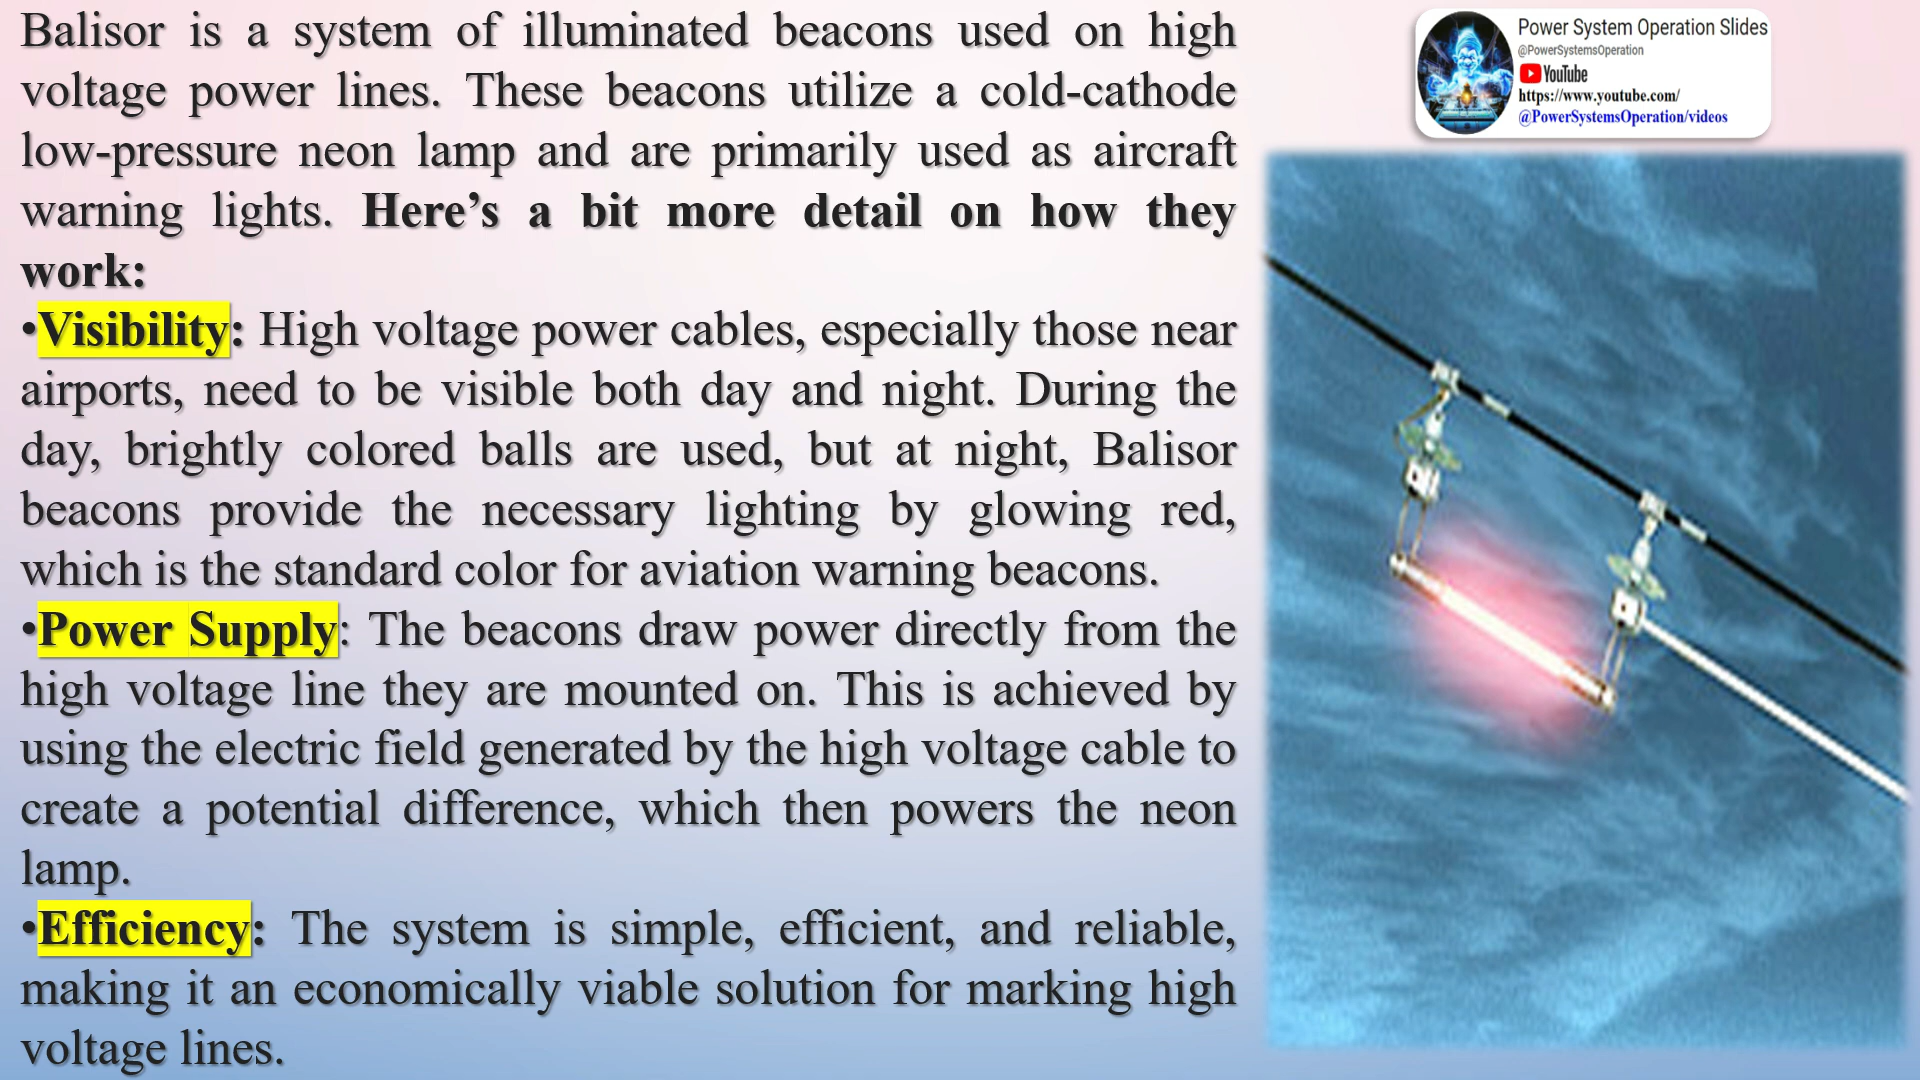 Balisor is a system of illuminated beacons used on high
voltage power lines. These beacons utilize a cold-cathode
low-pressure neon lamp and are primarily used as aircraft
warning lights. Here’s a bit more detail on how they
work:
•Visibility: High voltage power cables, especially those near
airports, need to be visible both day and night. During the
day, brightly colored balls are used, but at night, Balisor
beacons provide the necessary lighting by glowing red,
which is the standard color for aviation warning beacons.
•Power Supply: The beacons draw power directly from the
high voltage line they are mounted on. This is achieved by
using the electric field generated by the high voltage cable to
create a potential difference, which then powers the neon
lamp.
•Efficiency: The system is simple, efficient, and reliable,
making it an economically viable solution for marking high
voltage lines.
Power System Operation Slides
@PowerSystemsOperation
YouTube
https://www.youtube.com/
@PowerSystemsOperation/videos